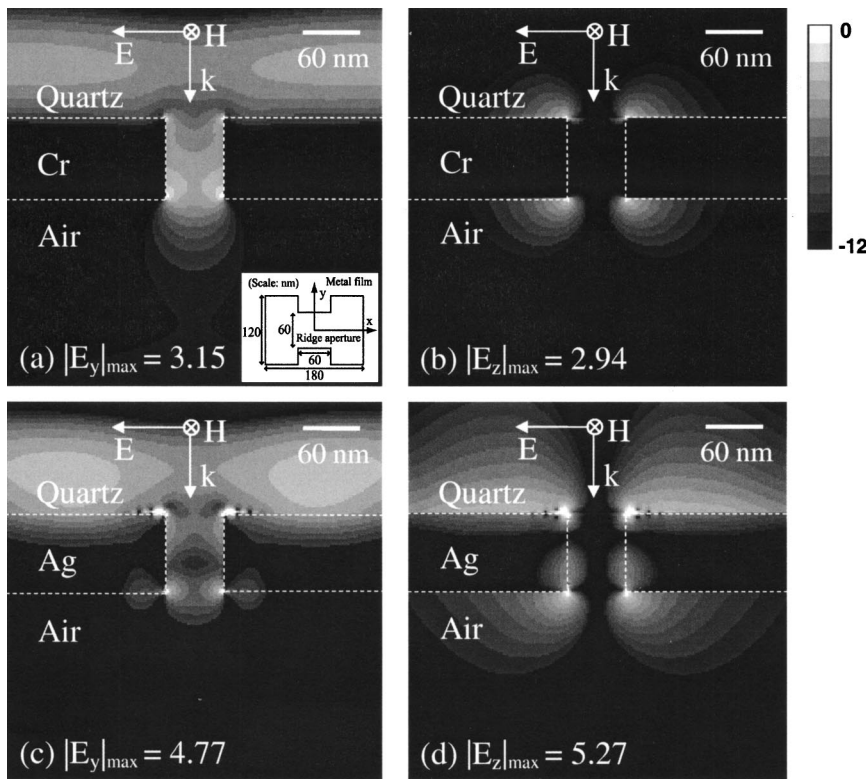 E ⊗ H 60 nm
k
Quartz
Cr
Air
(a) |Ey|max = 3.15
(Scale: nm) Metal film
y
x
120
60
Ridge aperture
60
180
E ⊗ H 60 nm
k
Quartz
Cr
Air
(b) |Ez|max = 2.94
0
-12
E ⊗ H 60 nm
k
Quartz
Ag
Air
(c) |Ey|max = 4.77
E ⊗ H 60 nm
k
Quartz
Ag
Air
(d) |Ez|max = 5.27